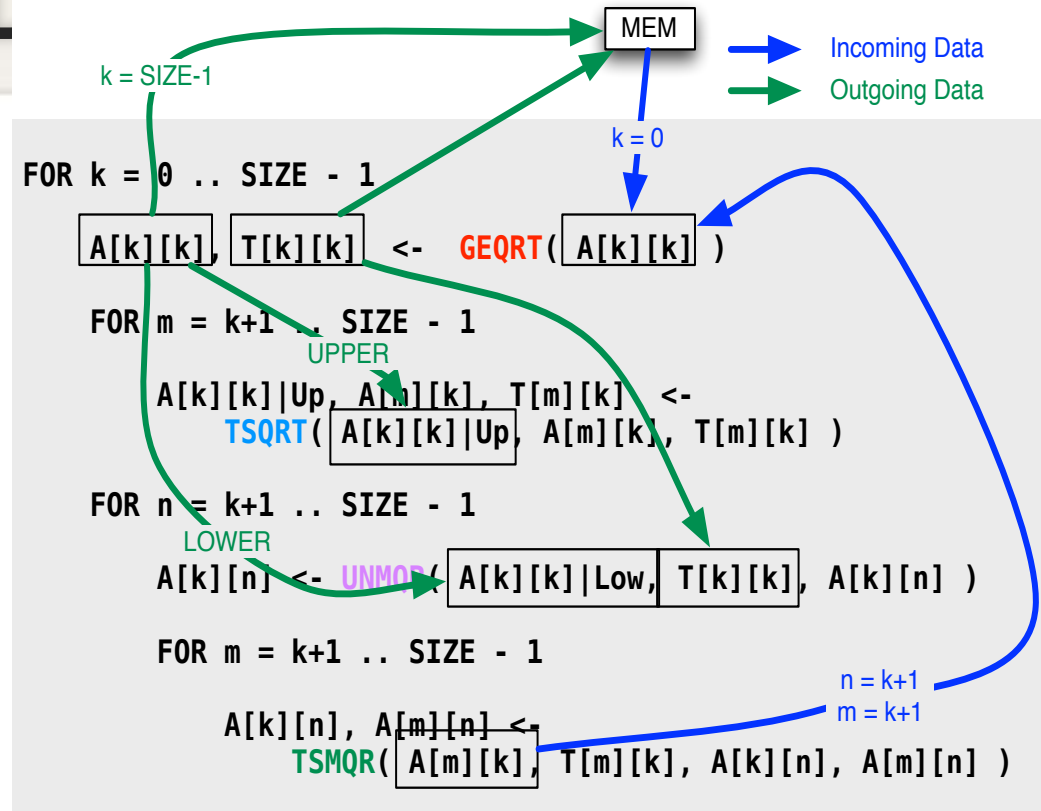 MEM
Incoming Data
k = SIZE-1
Outgoing Data
k = 0
FOR k = 0 .. SIZE - 1
A[k][k], T[k][k] <- GEQRT( A[k][k] )
FOR m = k+1 .. SIZE - 1
UPPER
A[k][k]|Up, A[m][k], T[m][k] <-
TSQRT( A[k][k]|Up, A[m][k], T[m][k] )
FOR n = k+1 .. SIZE - 1
LOWER
A[k][n] <- UNMQR( A[k][k]|Low, T[k][k], A[k][n] )
FOR m = k+1 .. SIZE - 1
n = k+1
m = k+1
A[k][n], A[m][n] <-
TSMQR( A[m][k], T[m][k], A[k][n], A[m][n] )